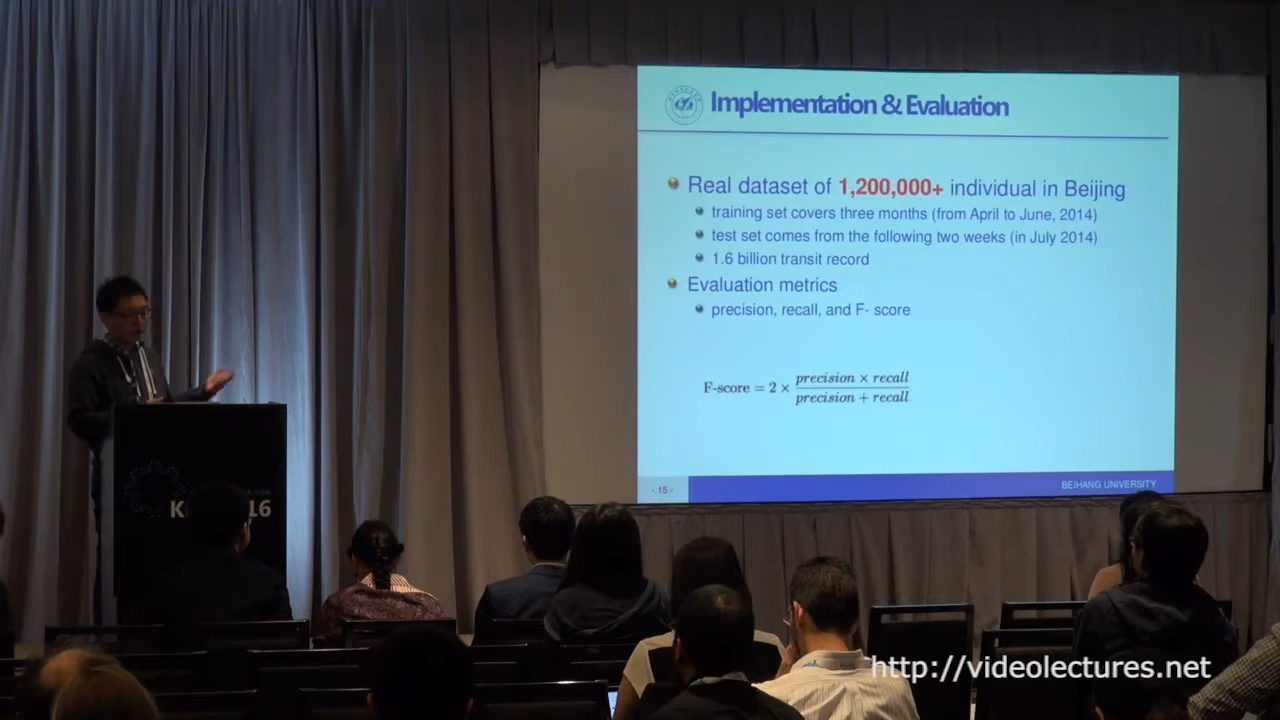 Implementation & Evaluation
Real dataset of 1,200,000+ individual in Beijing
training set covers three months (from April to June, 2014)
test set comes from the following two weeks (in July 2014)
1.6 billion transit record
Evaluation metrics
precision, recall, and F- score
F-score = 2 × precision × recall
precision + recall
- 15 -
BEIHANG UNIVERSITY
http://videolectures.net